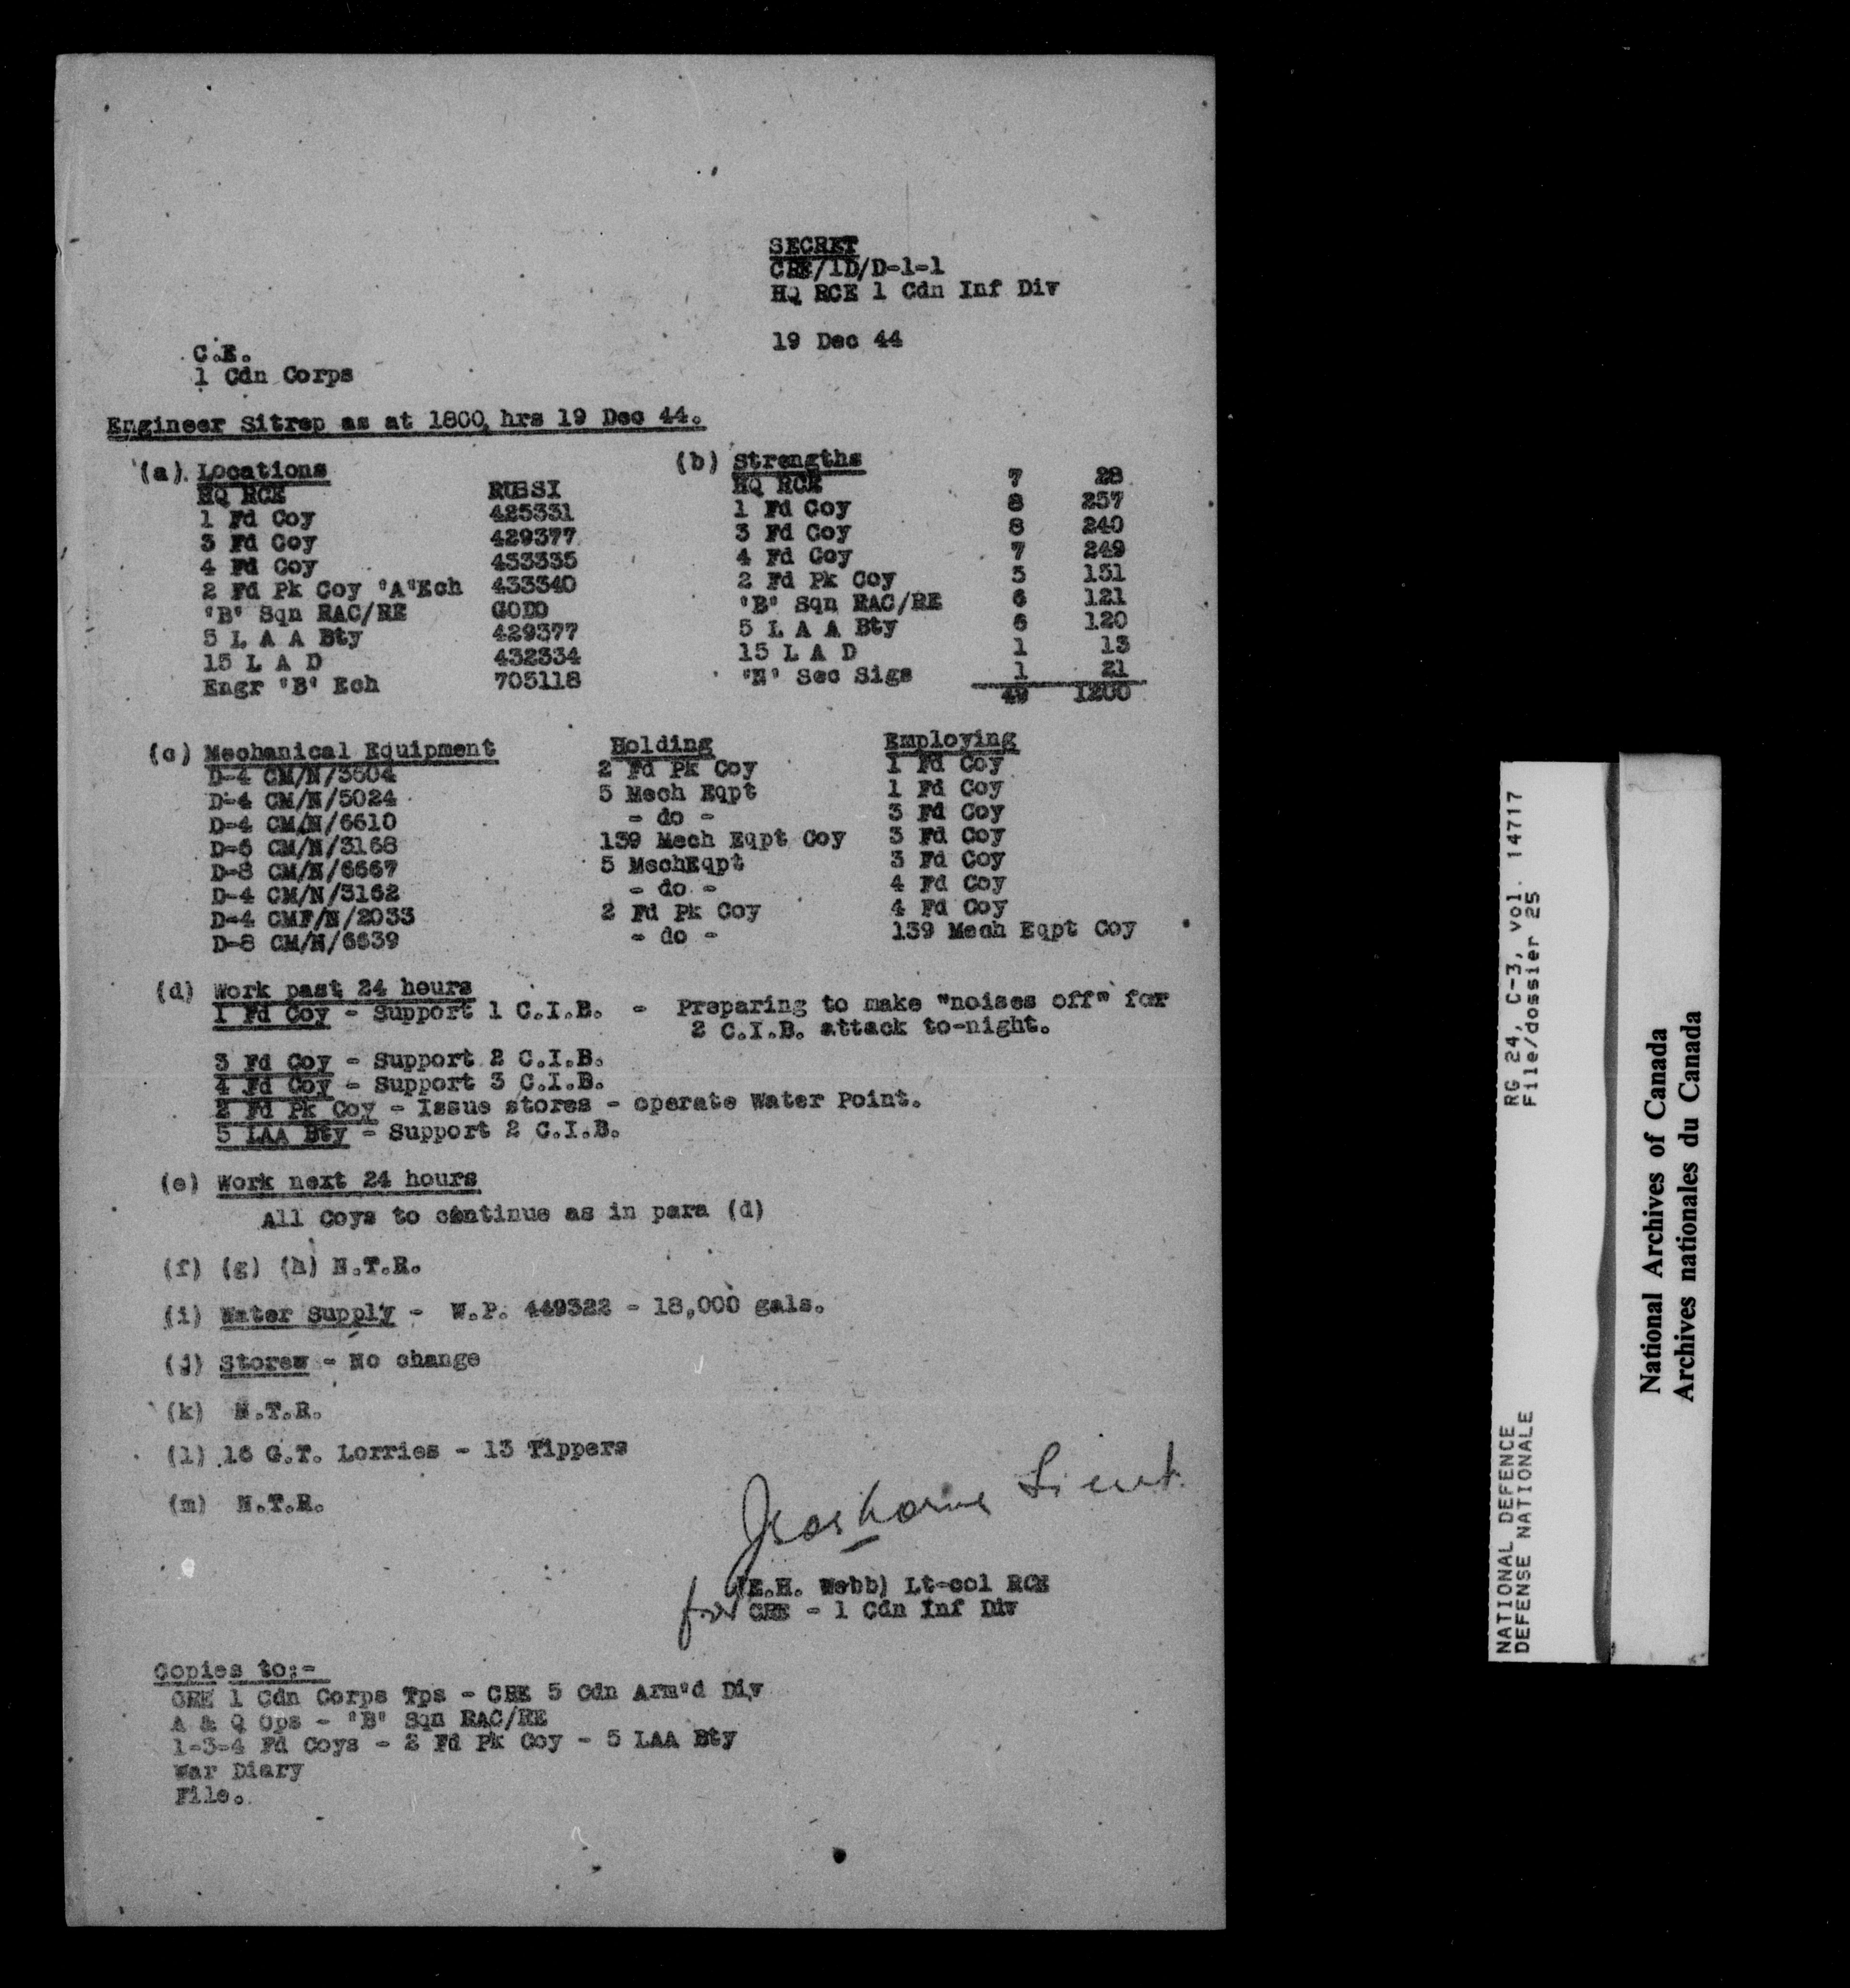 SECRET
CRE/1D/D-1-1
HQ RCE 1 Cdn Inf Div
19 Dec 44
C.E.
1 Cdn Corps
Engineer Sitrep as at 1800 hrs 19 Dec 44.
(a) Locations
HQ RCE RUSSI
1 Fd Coy 425331
3 Fd Coy 429377
4 Fd Coy 433335
2 Fd Pk Coy "A"Ech 433340
"B" Sqn RAC/RE GODO
5 L A A Bty 429377
15 L A D 432334
Engr "B" Ech 705118
(b) Strengths
HQ RCE 7 28
1 Fd Coy 8 257
3 Fd Coy 8 240
4 Fd Coy 7 249
2 Fd Pk Coy 5 151
"B" Sqn RAC/RE 6 121
5 L A A Bty 6 120
15 L A D 1 13
"H" Sec Sigs 1 21
49 1200
(c) Mechanical Equipment Holding Employing
D-4 CM/N/3604 2 Fd Pk Coy 1 Fd Coy
D-4 CM/N/5024 5 Mech Eqpt 1 Fd Coy
D-4 CM/N/6610 - do - 3 Fd Coy
D-6 CM/N/3168 139 Mech Eqpt Coy 3 Fd Coy
D-8 CM/N/6667 5 MechEqpt 3 Fd Coy
D-4 CM/N/3162 - do - 4 Fd Coy
D-4 CMF/N/2033 2 Fd Pk Coy 4 Fd Coy
D-8 CM/N/6639 - do - 139 Mech Eqpt Coy
(d) Work past 24 hours
1 Fd Coy - Support 1 C.I.B. - Preparing to make "noises off" for
2 C.I.B. attack to-night.
3 Fd Coy - Support 2 C.I.B.
4 Fd Coy - Support 3 C.I.B.
2 Fd Pk Coy - Issue stores - operate Water Point.
5 LAA Bty - Support 2 C.I.B.
(e) Work next 24 hours
All Coys to continue as in para (d)
(f) (g) (h) N.T.R.
(i) Water Supply - W.P. 449322 - 18,000 gals.
(j) Stores - No change
(k) N.T.R.
(l) 16 G.T. Lorries - 13 Tippers
(m) N.T.R.
Lieut.
(E.H. Webb) Lt-col RCE
for CRE - 1 Cdn Inf Div
Copies to:-
CRE 1 Cdn Corps Tps - CRE 5 Cdn Arm'd Div
A & Q Ops - "B" Sqn RAC/RE
1-3-4 Fd Coys - 2 Fd Pk Coy - 5 LAA Bty
War Diary
File.
NATIONAL DEFENCE RG 24, C-3, vol. 14717
DEFENSE NATIONALE File/dossier 25
National Archives of Canada
Archives nationales du Canada